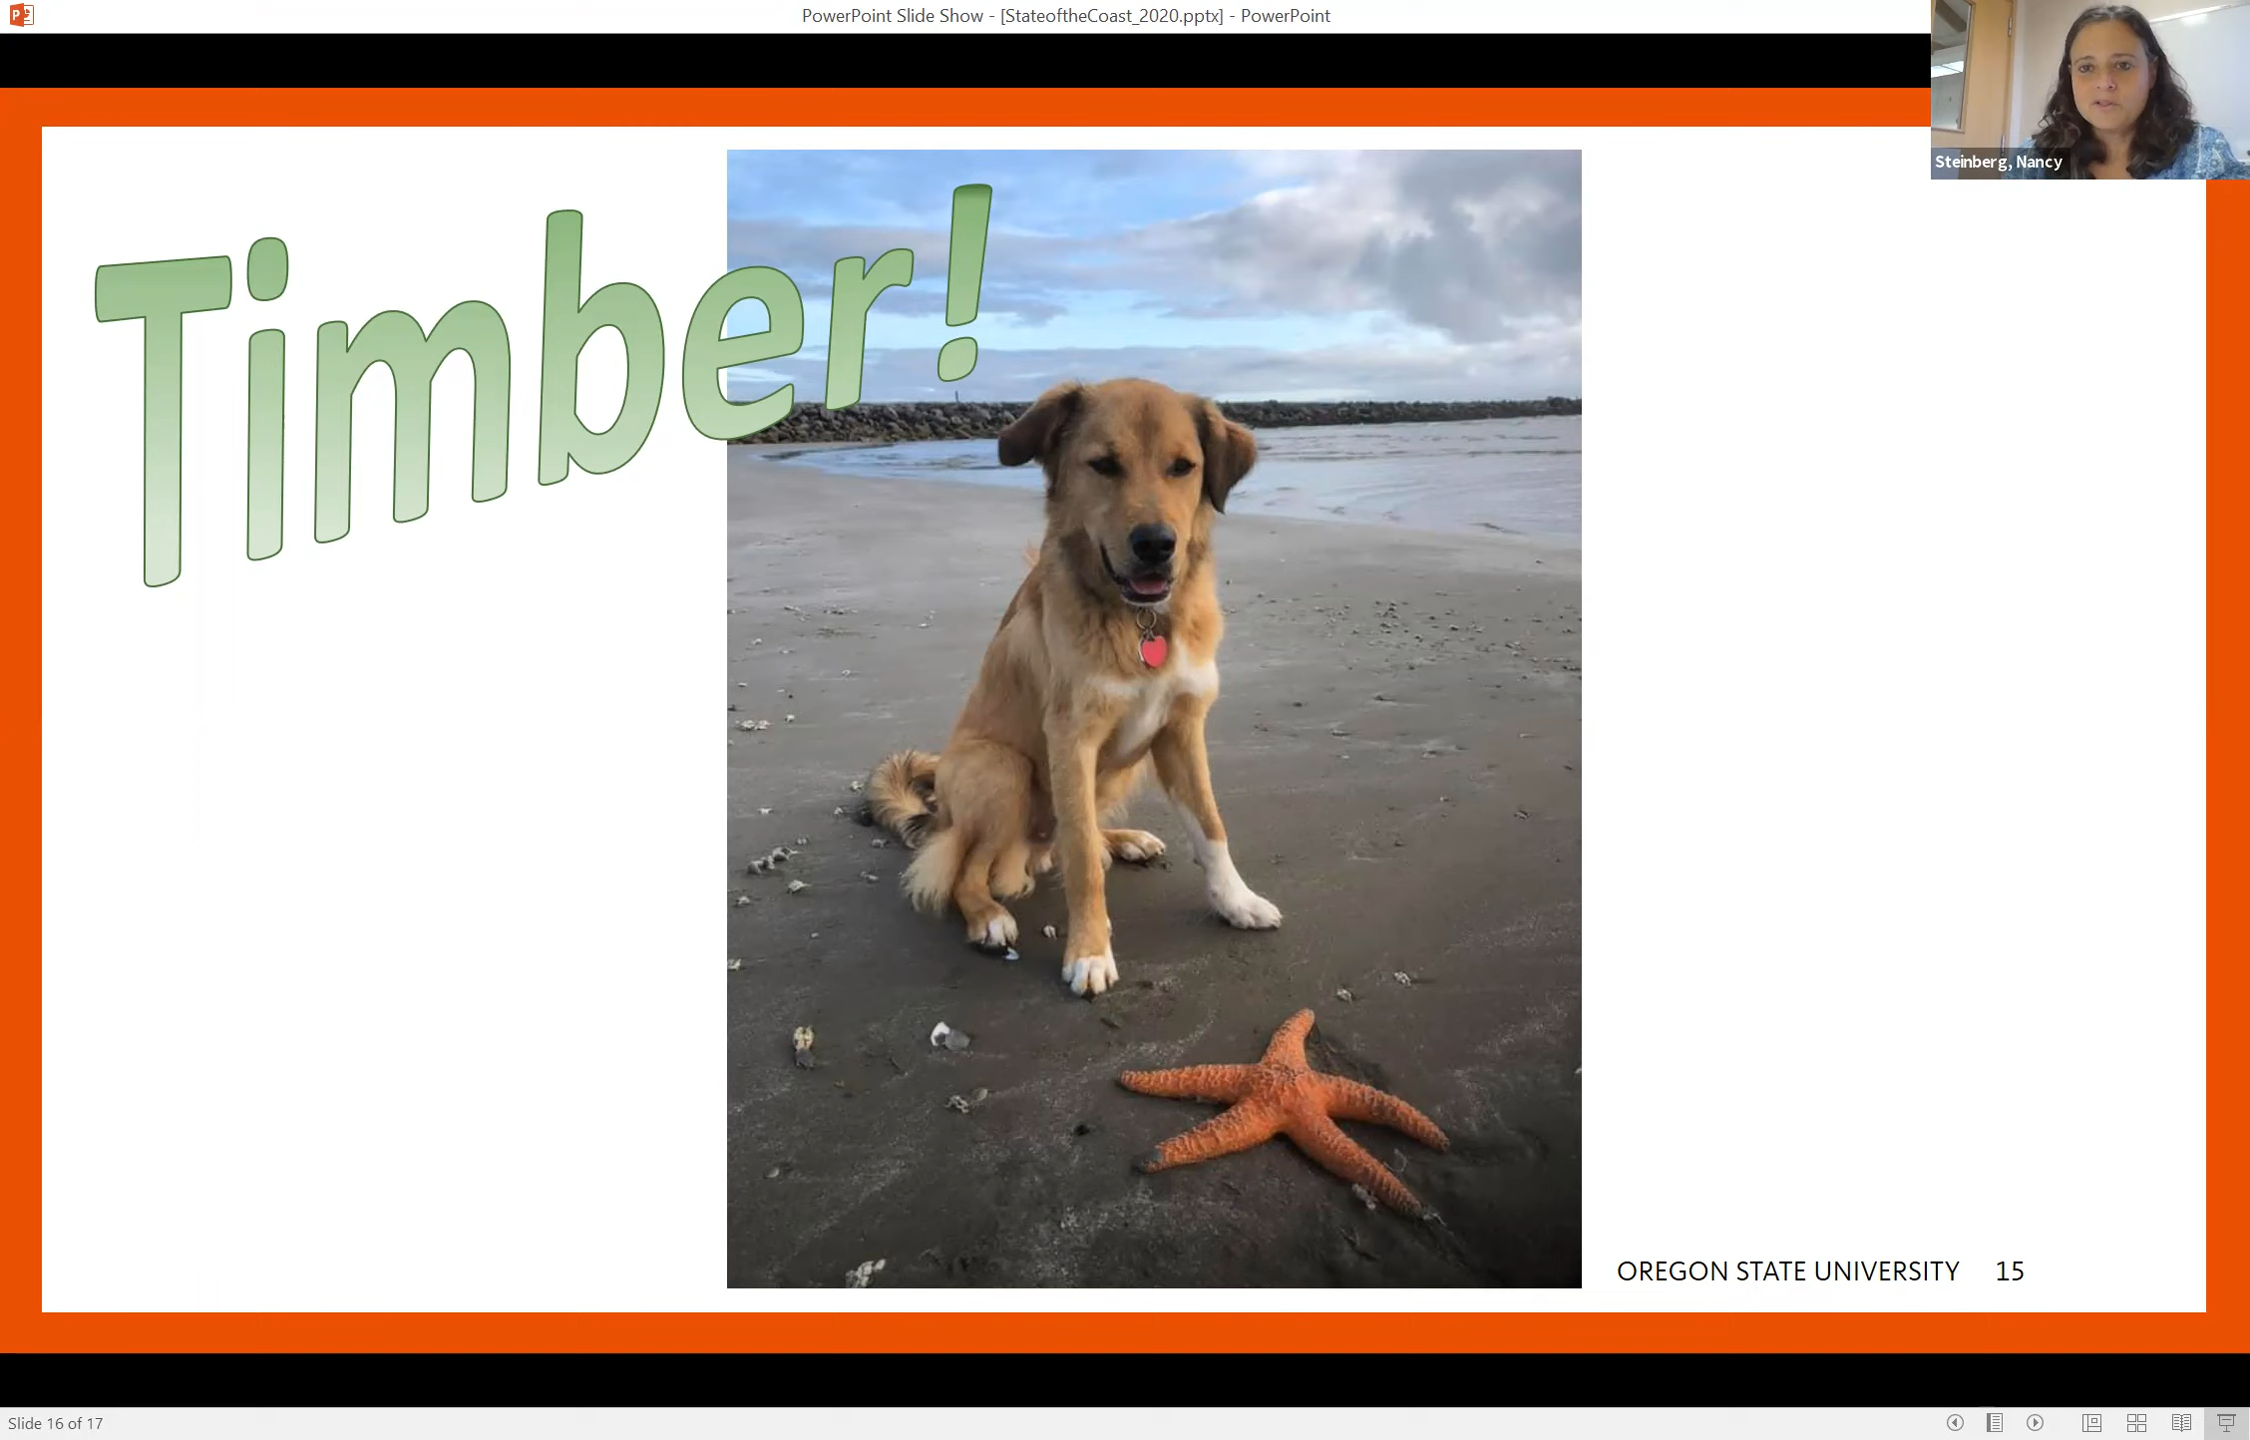 PowerPoint Slide Show - [StateoftheCoast_2020.pptx] - PowerPoint
Steinberg, Nancy
Timber!
OREGON STATE UNIVERSITY 15
Slide 16 of 17